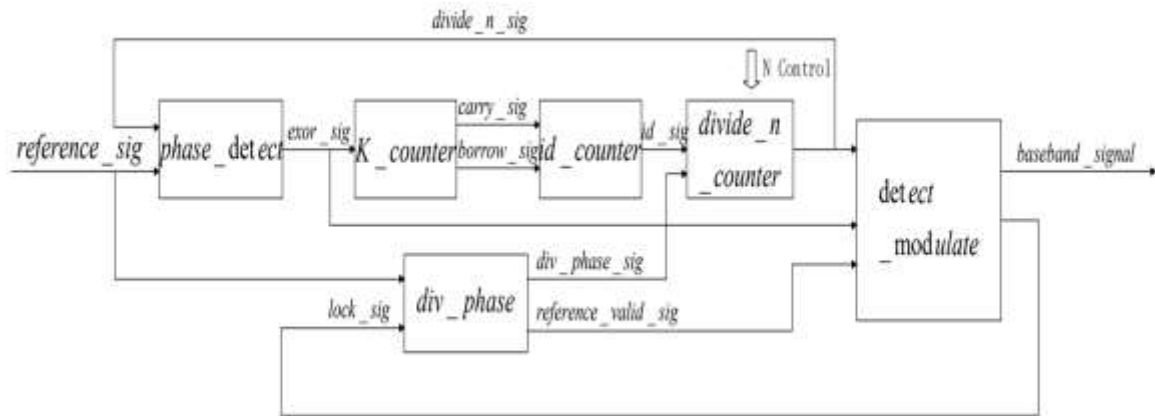 divide_n_sig
N Control
reference_sig
phase_detect
exor_sig
K_counter
carry_sig
borrow_sig
id_counter
id_sig
divide_n
_counter
detect
_modulate
baseband_signal
lock_sig
div_phase
div_phase_sig
reference_valid_sig